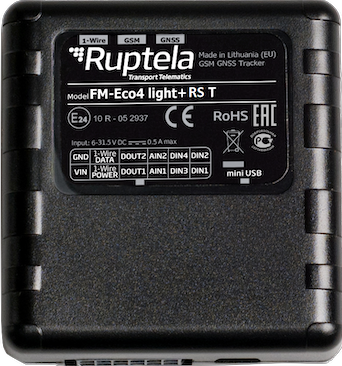 1-Wire GSM GNSS
Ruptela
Transport Telematics
Made in Lithuania (EU)
GSM GNSS Tracker
Model FM-Eco4 light+ RS T
E24 10 R - 05 2937 CE RoHS EAC
Input: 6-31.5 V DC 0.5 A max
GND 1-Wire DATA DOUT2 AIN2 DIN4 DIN2
VIN 1-Wire POWER DOUT1 AIN1 DIN3 DIN1
mini USB